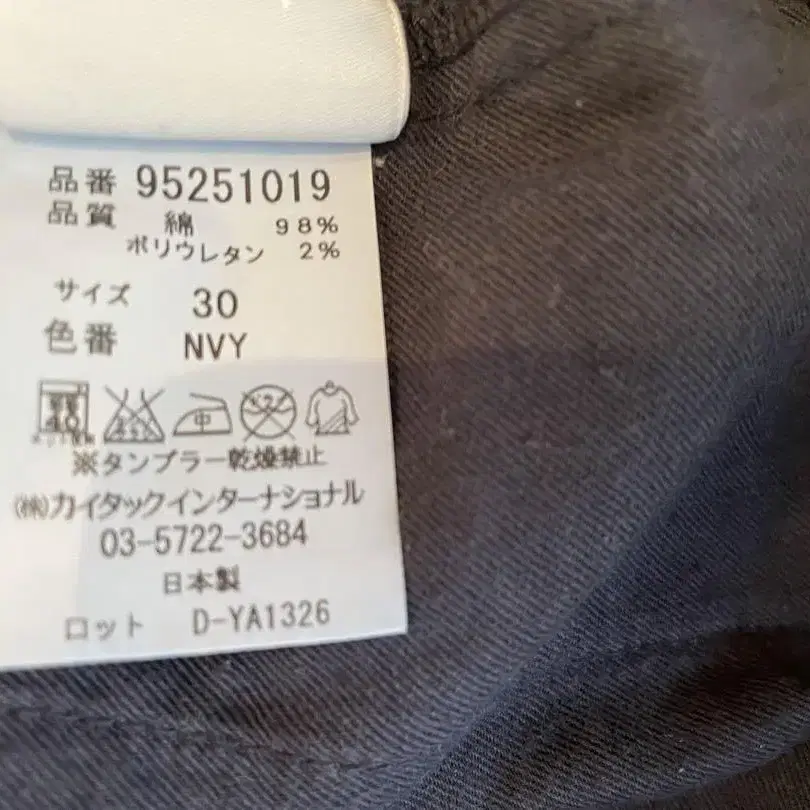 品番 95251019
品質 綿 98%
ポリウレタン 2%
サイズ 30
色番 NVY
40
中
※タンブラー乾燥禁止
㈱カイタックインターナショナル
03-5722-3684
日本製
ロット D-YA1326